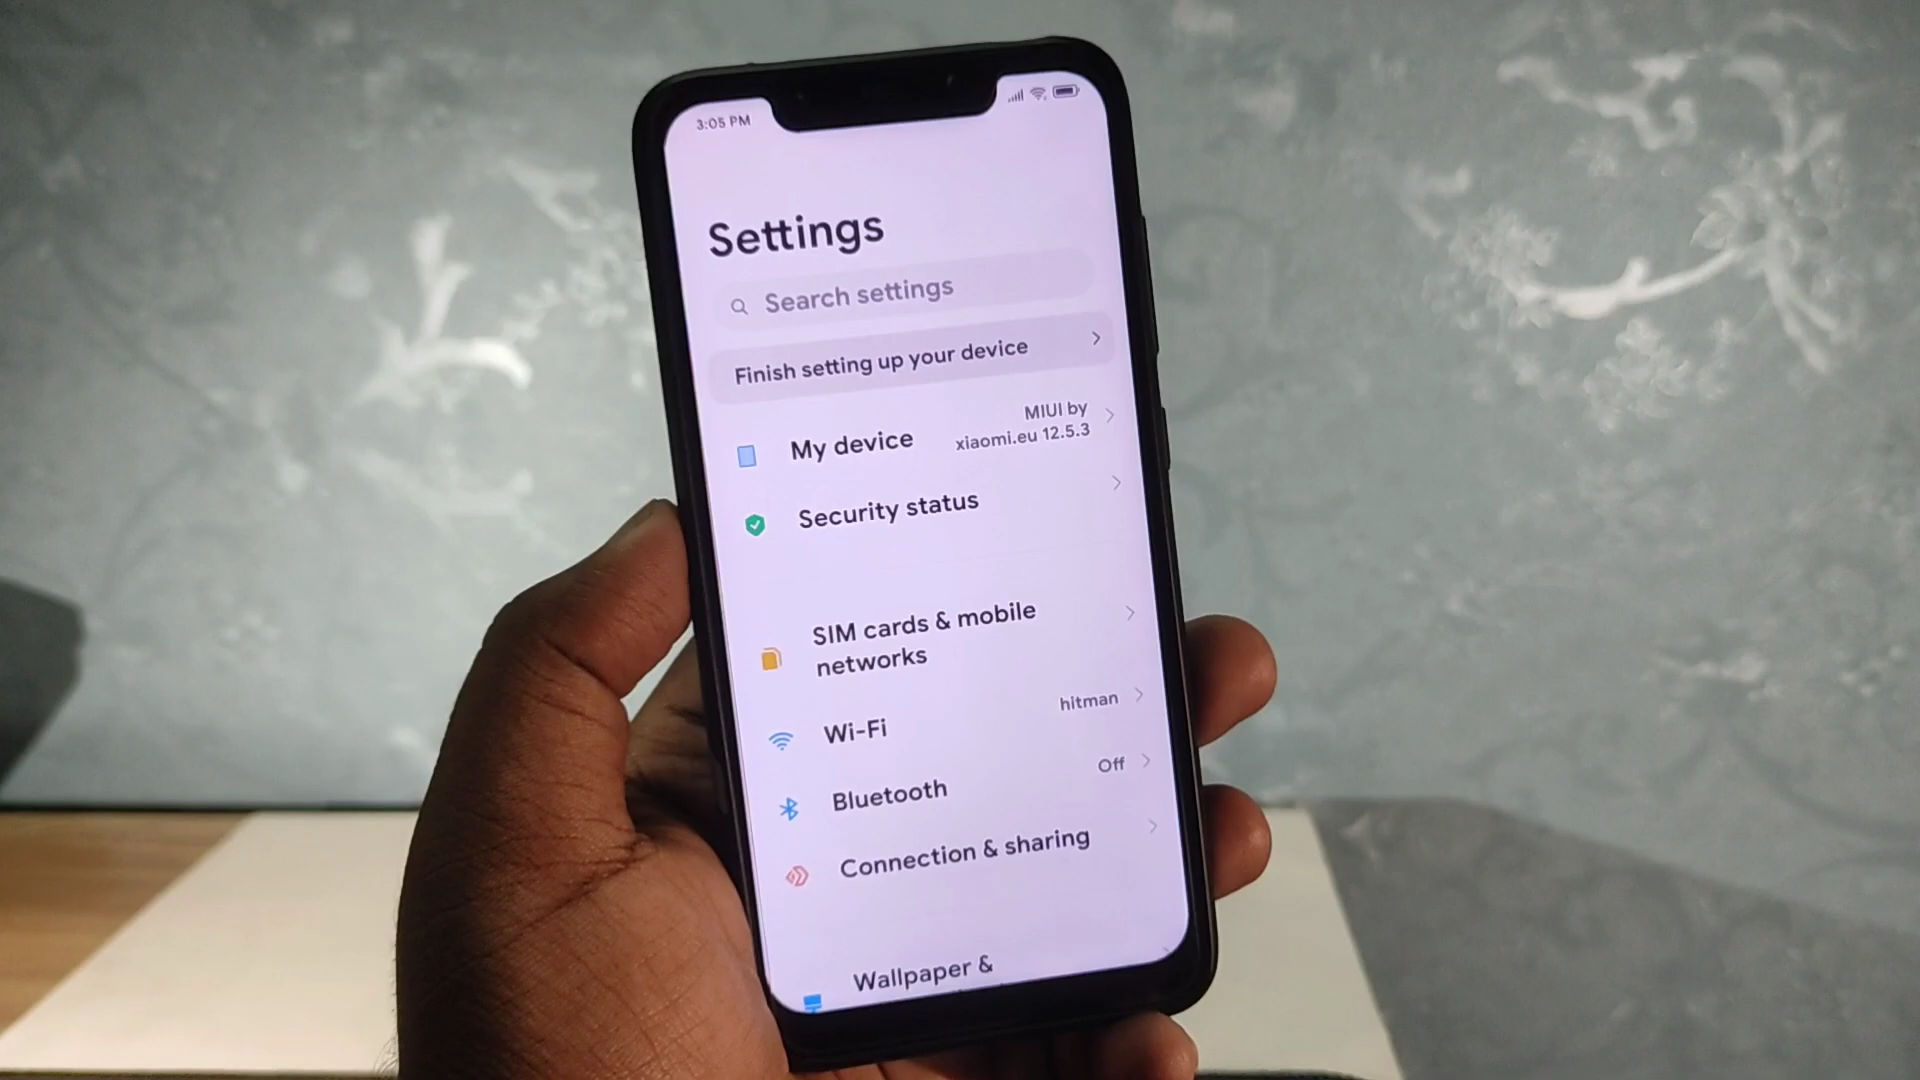 3:05 PM
Settings
Search settings
Finish setting up your device
My device
MIUI by
xiaomi.eu 12.5.3
Security status
SIM cards & mobile
networks
Wi-Fi
hitman
Bluetooth
Off
Connection & sharing
Wallpaper &